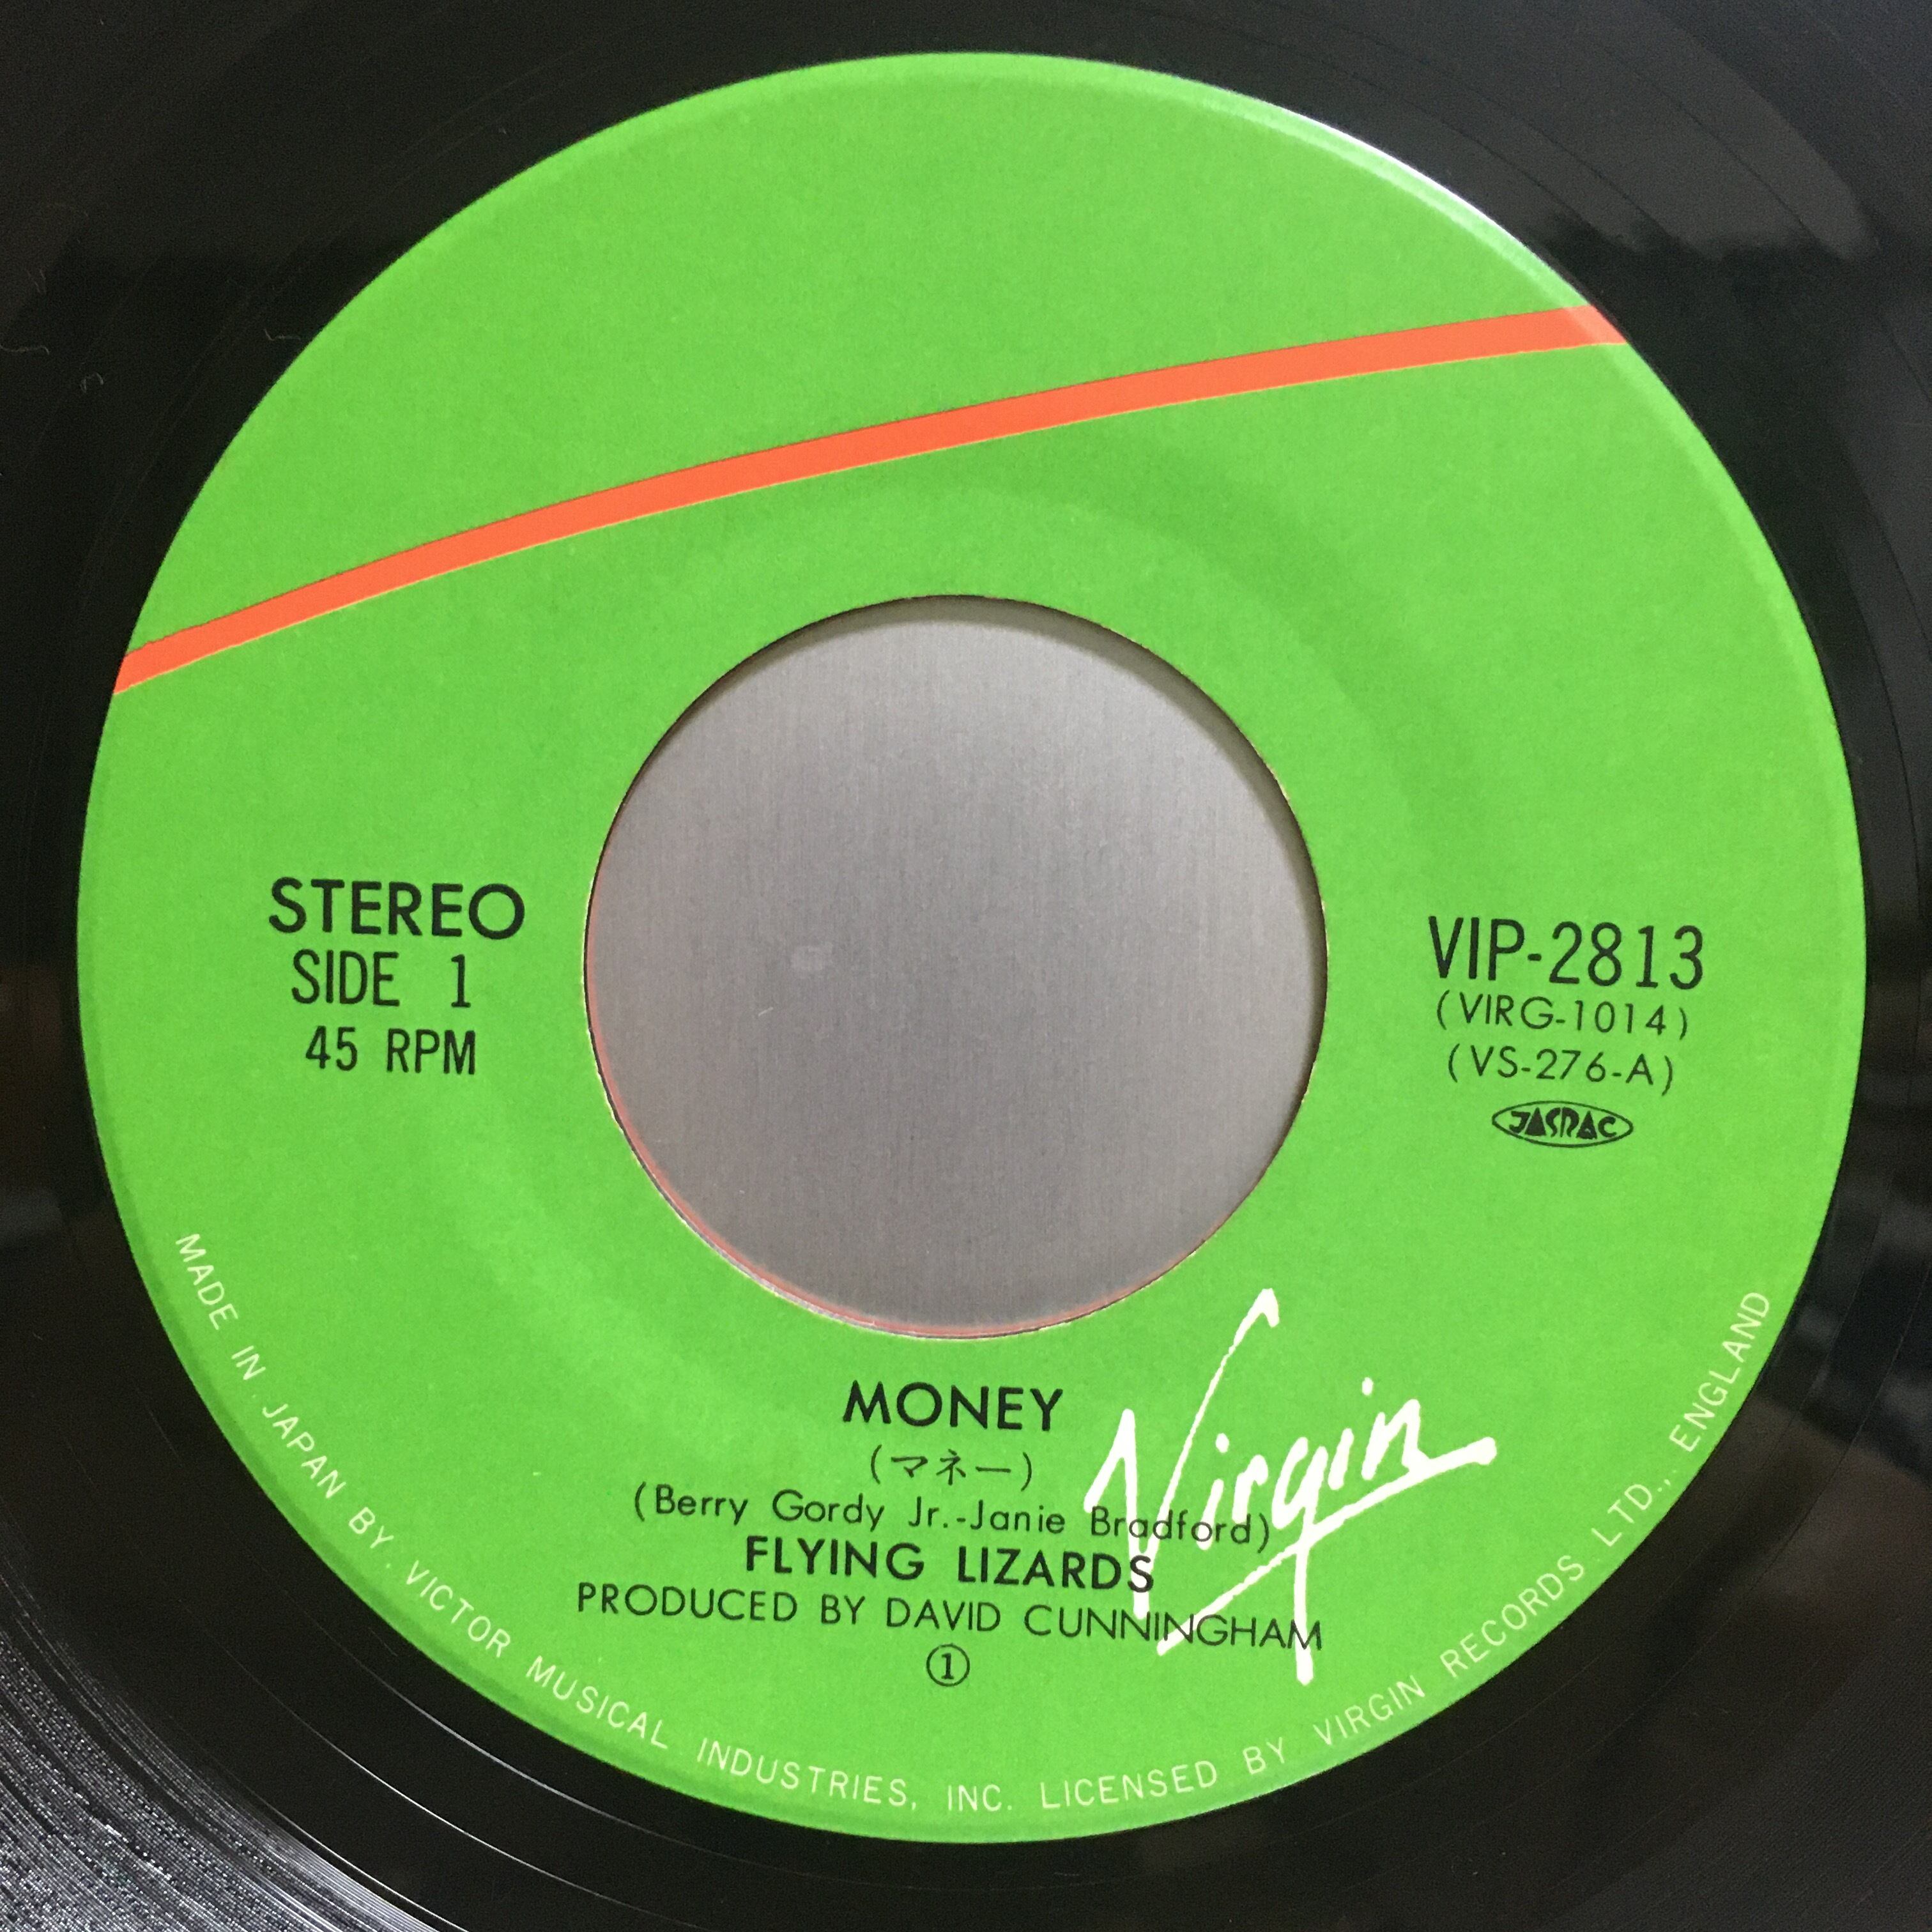 STEREO
SIDE 1
45 RPM
VIP-2813
(VIRG-1014)
(VS-276-A)
JASRAC
MONEY
(マネー)
(Berry Gordy Jr.-Janie Bradford)
FLYING LIZARDS
PRODUCED BY DAVID CUNNINGHAM
①
Virgin
MADE IN JAPAN BY VICTOR MUSICAL INDUSTRIES, INC. LICENSED BY VIRGIN RECORDS LTD., ENGLAND